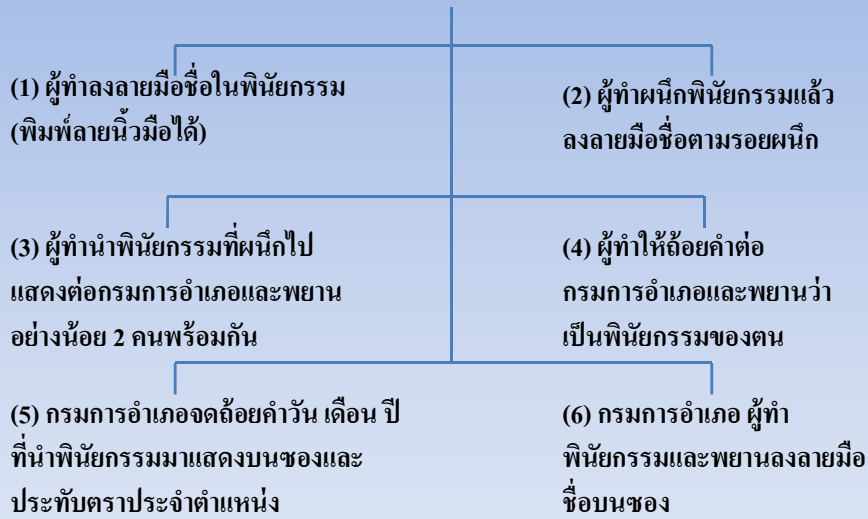 (1) ผู้ทำลงลายมือชื่อในพินัยกรรม
(พิมพ์ลายนิ้วมือได้)
(2) ผู้ทำผนึกพินัยกรรมแล้ว
ลงลายมือชื่อตามรอยผนึก
(3) ผู้ทำนำพินัยกรรมที่ผนึกไป
แสดงต่อกรมการอำเภอและพยาน
อย่างน้อย 2 คนพร้อมกัน
(4) ผู้ทำให้ถ้อยคำต่อ
กรมการอำเภอและพยานว่า
เป็นพินัยกรรมของตน
(5) กรมการอำเภอจดถ้อยคำวัน เดือน ปี
ที่นำพินัยกรรมมาแสดงบนซองและ
ประทับตราประจำตำแหน่ง
(6) กรมการอำเภอ ผู้ทำ
พินัยกรรมและพยานลงลายมือ
ชื่อบนซอง